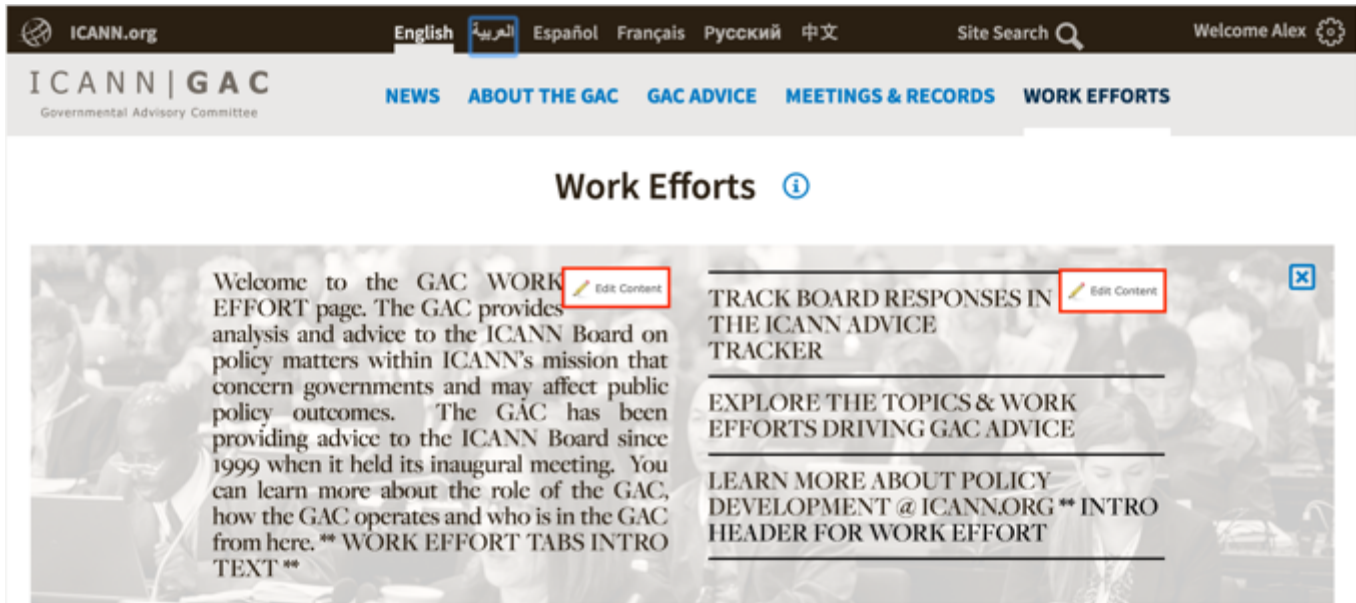 ICANN.org
English العربية Español Français Русский 中文
Site Search
Welcome Alex
ICANN|GAC
Governmental Advisory Committee
NEWS ABOUT THE GAC GAC ADVICE MEETINGS & RECORDS WORK EFFORTS
Work Efforts
Welcome to the GAC WORK
EFFORT page. The GAC provides
analysis and advice to the ICANN Board on
policy matters within ICANN's mission that
concern governments and may affect public
policy outcomes. The GAC has been
providing advice to the ICANN Board since
1999 when it held its inaugural meeting. You
can learn more about the role of the GAC,
how the GAC operates and who is in the GAC
from here. ** WORK EFFORT TABS INTRO
TEXT **
Edit Content
TRACK BOARD RESPONSES IN
THE ICANN ADVICE
TRACKER
Edit Content
EXPLORE THE TOPICS & WORK
EFFORTS DRIVING GAC ADVICE
LEARN MORE ABOUT POLICY
DEVELOPMENT @ ICANN.ORG ** INTRO
HEADER FOR WORK EFFORT